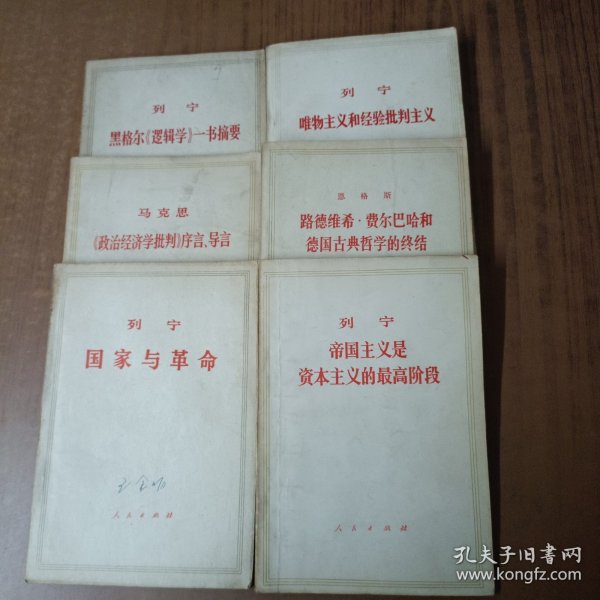 列宁
黑格尔《逻辑学》一书摘要
列宁
唯物主义和经验批判主义
马克思
《政治经济学批判》序言、导言
恩格斯
路德维希·费尔巴哈和
德国古典哲学的终结
列宁
国家与革命
人民出版社
列宁
帝国主义是
资本主义的最高阶段
人民出版社
孔夫子旧书网
www.kongfz.com